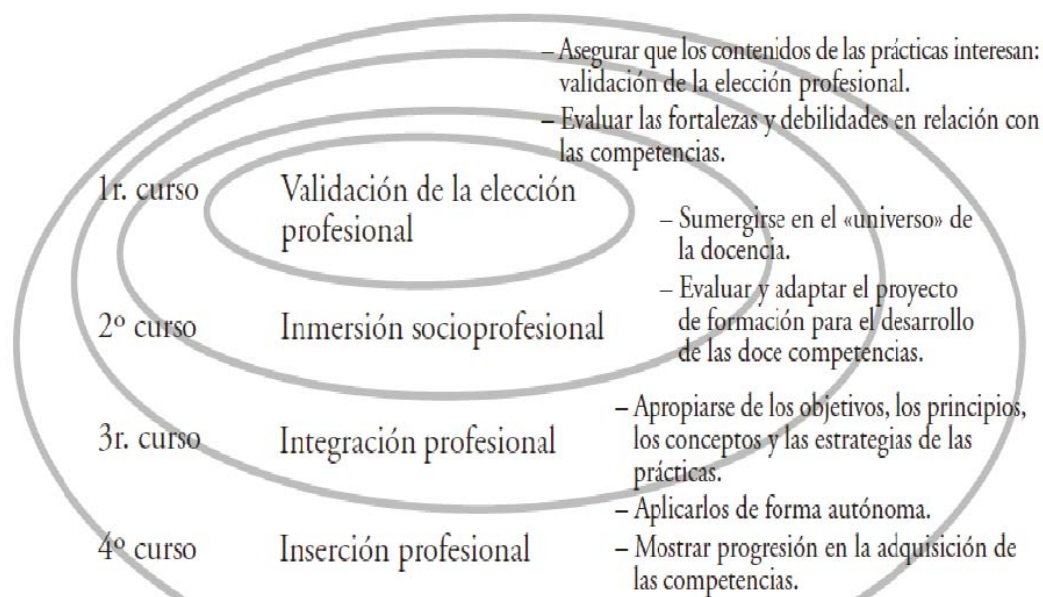 – Asegurar que los contenidos de las prácticas interesan:
validación de la elección profesional.
– Evaluar las fortalezas y debilidades en relación con
las competencias.
1r. curso
Validación de la elección
profesional
– Sumergirse en el «universo» de
la docencia.
– Evaluar y adaptar el proyecto
de formación para el desarrollo
de las doce competencias.
2º curso
Inmersión socioprofesional
3r. curso
Integración profesional
– Apropiarse de los objetivos, los principios,
los conceptos y las estrategias de las
prácticas.
– Aplicarlos de forma autónoma.
4º curso
Inserción profesional
– Mostrar progresión en la adquisición de
las competencias.